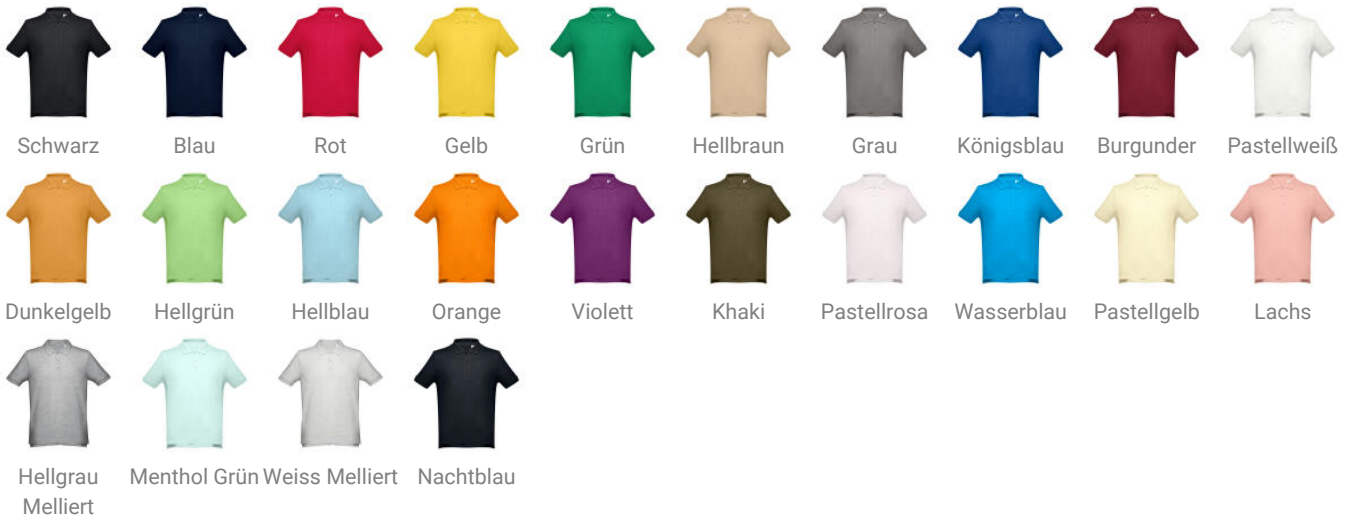 Schwarz Blau Rot Gelb Grün Hellbraun Grau Königsblau Burgunder Pastellweiß
Dunkelgelb Hellgrün Hellblau Orange Violett Khaki Pastellrosa Wasserblau Pastellgelb Lachs
Hellgrau Menthol Grün Weiss Melliert Nachtblau
Melliert